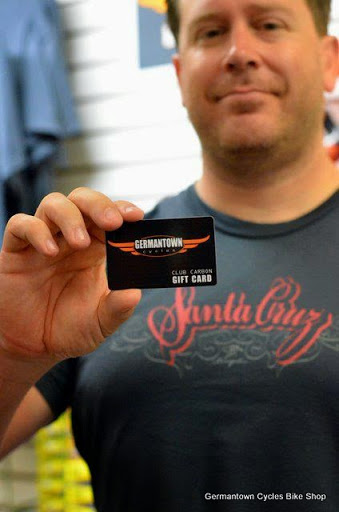 GERMANTOWN
Cycles
CLUB CARBON
GIFT CARD
Santa Cruz
Germantown Cycles Bike Shop